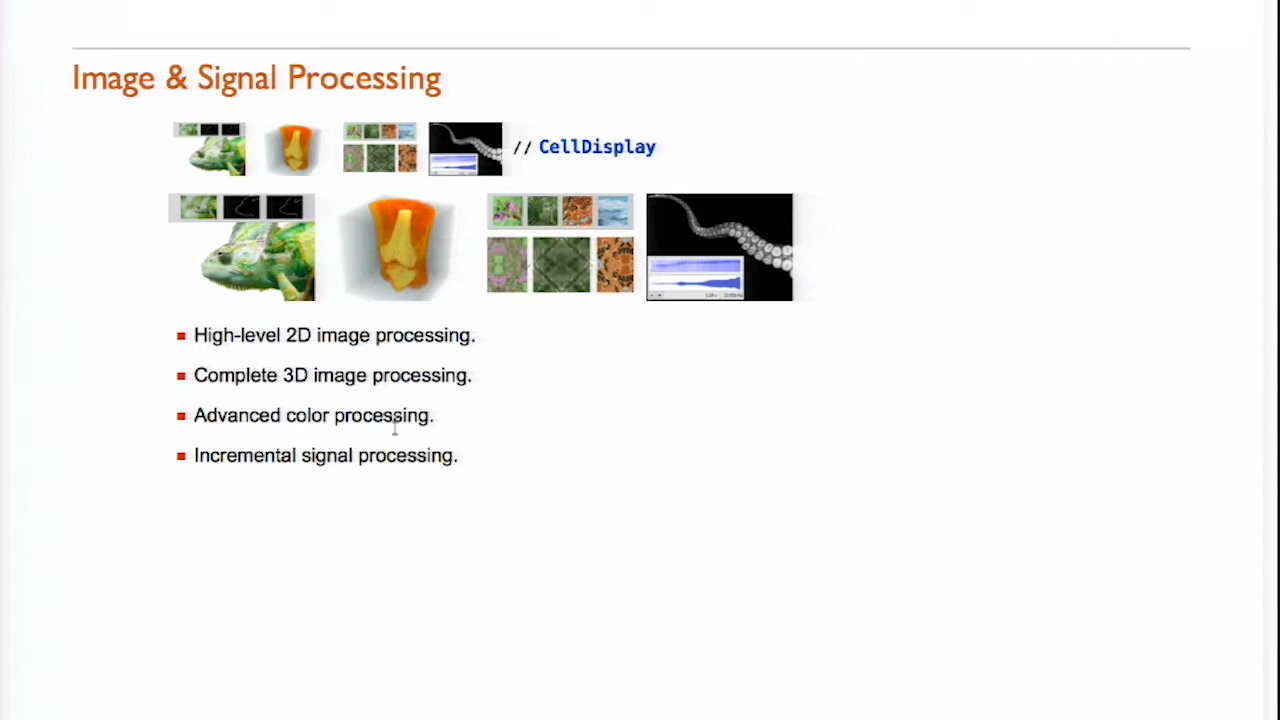 Image & Signal Processing
// CellDisplay
High-level 2D image processing.
Complete 3D image processing.
Advanced color processing.
Incremental signal processing.